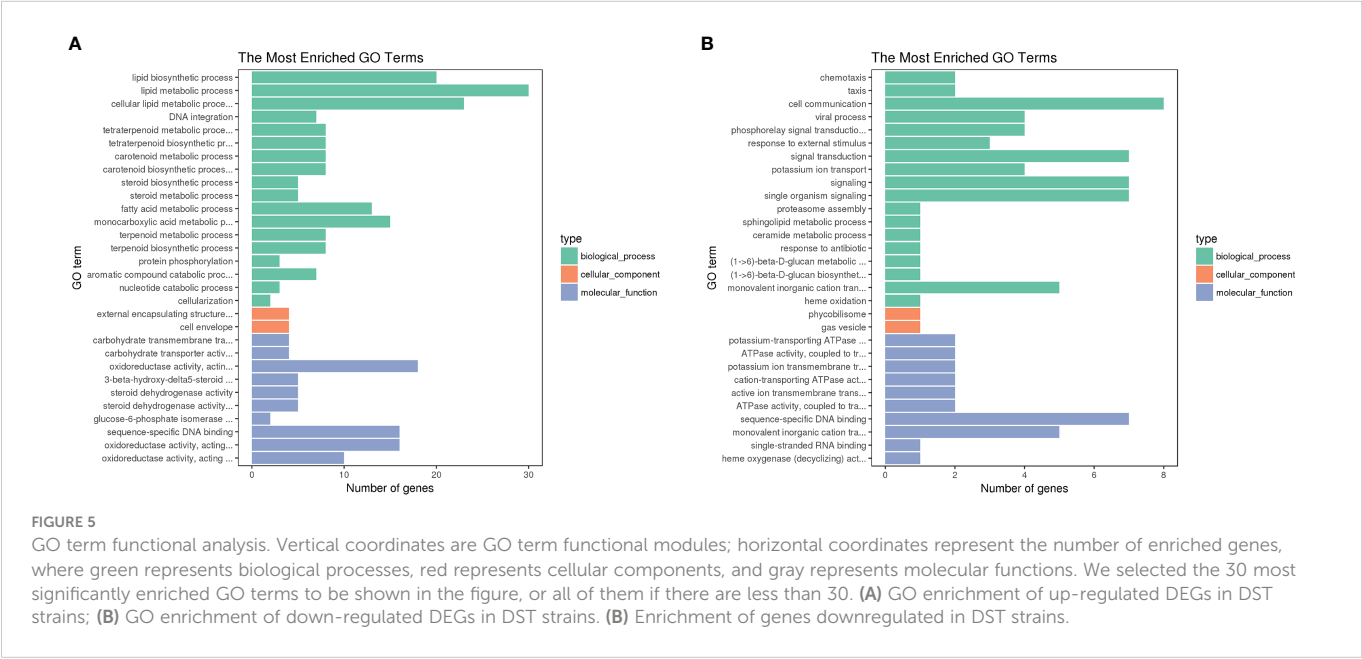 A
The Most Enriched GO Terms
GO term
lipid biosynthetic process
lipid metabolic process
cellular lipid metabolic proce...
DNA integration
tetraterpenoid metabolic proce...
tetraterpenoid biosynthetic pr...
carotenoid metabolic process
carotenoid biosynthetic proces...
steroid biosynthetic process
steroid metabolic process
fatty acid metabolic process
monocarboxylic acid metabolic p...
terpenoid metabolic process
terpenoid biosynthetic process
protein phosphorylation
aromatic compound catabolic proc...
nucleotide catabolic process
cellularization
external encapsulating structure...
cell envelope
carbohydrate transmembrane tra...
carbohydrate transporter activ...
oxidoreductase activity, actin...
3-beta-hydroxy-delta5-steroid ...
steroid dehydrogenase activity
steroid dehydrogenase activity...
glucose-6-phosphate isomerase ...
sequence-specific DNA binding
oxidoreductase activity, acting...
oxidoreductase activity, acting ...
0 10 20 30
Number of genes
type
biological_process
cellular_component
molecular_function
B
The Most Enriched GO Terms
GO term
chemotaxis
taxis
cell communication
viral process
phosphorelay signal transductio...
response to external stimulus
signal transduction
potassium ion transport
signaling
single organism signaling
proteasome assembly
sphingolipid metabolic process
ceramide metabolic process
response to antibiotic
(1->6)-beta-D-glucan metabolic ...
(1->6)-beta-D-glucan biosynthet...
monovalent inorganic cation tran...
heme oxidation
phycobilisome
gas vesicle
potassium-transporting ATPase ...
ATPase activity, coupled to tr...
potassium ion transmembrane tr...
cation-transporting ATPase act...
active ion transmembrane trans...
ATPase activity, coupled to tra...
sequence-specific DNA binding
monovalent inorganic cation tra...
single-stranded RNA binding
heme oxygenase (decyclizing) act...
0 2 4 6 8
Number of genes
type
biological_process
cellular_component
molecular_function
FIGURE 5
GO term functional analysis. Vertical coordinates are GO term functional modules; horizontal coordinates represent the number of enriched genes,
where green represents biological processes, red represents cellular components, and gray represents molecular functions. We selected the 30 most
significantly enriched GO terms to be shown in the figure, or all of them if there are less than 30. (A) GO enrichment of up-regulated DEGs in DST
strains; (B) GO enrichment of down-regulated DEGs in DST strains. (B) Enrichment of genes downregulated in DST strains.